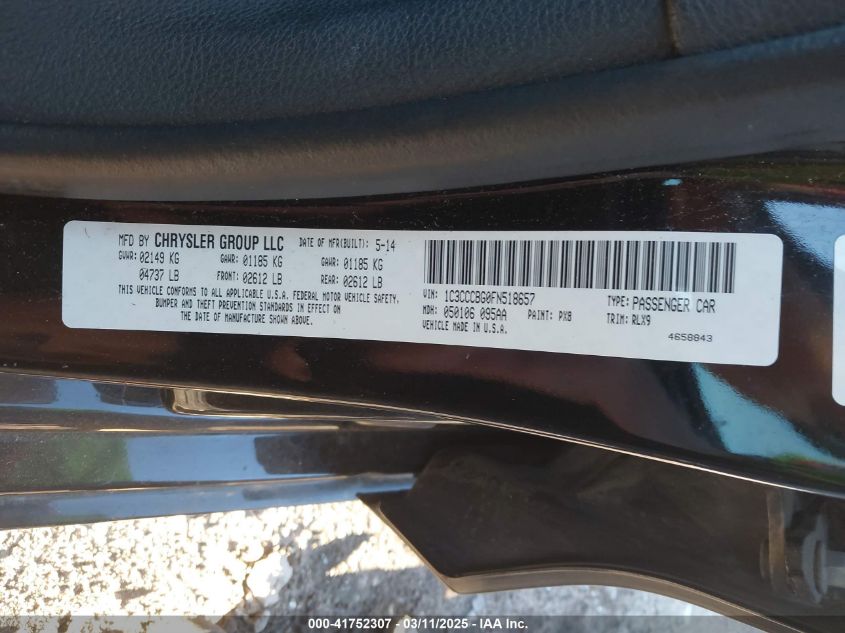 MFD BY CHRYSLER GROUP LLC DATE OF MFR(BUILT): 5-14
GVWR: 02149 KG GAWR: 01185 KG GAWR: 01185 KG
04737 LB FRONT: 02612 LB REAR: 02612 LB
THIS VEHICLE CONFORMS TO ALL APPLICABLE U.S.A. FEDERAL MOTOR VEHICLE SAFETY,
BUMPER AND THEFT PREVENTION STANDARDS IN EFFECT ON
THE DATE OF MANUFACTURE SHOWN ABOVE.
VIN: 1C3CCCBG0FN518657 TYPE: PASSENGER CAR
MDH: 050106 095AA PAINT: PX8 TRIM: RLX9
VEHICLE MADE IN U.S.A.
4658843
000-41752307 - 03/11/2025 - IAA Inc.